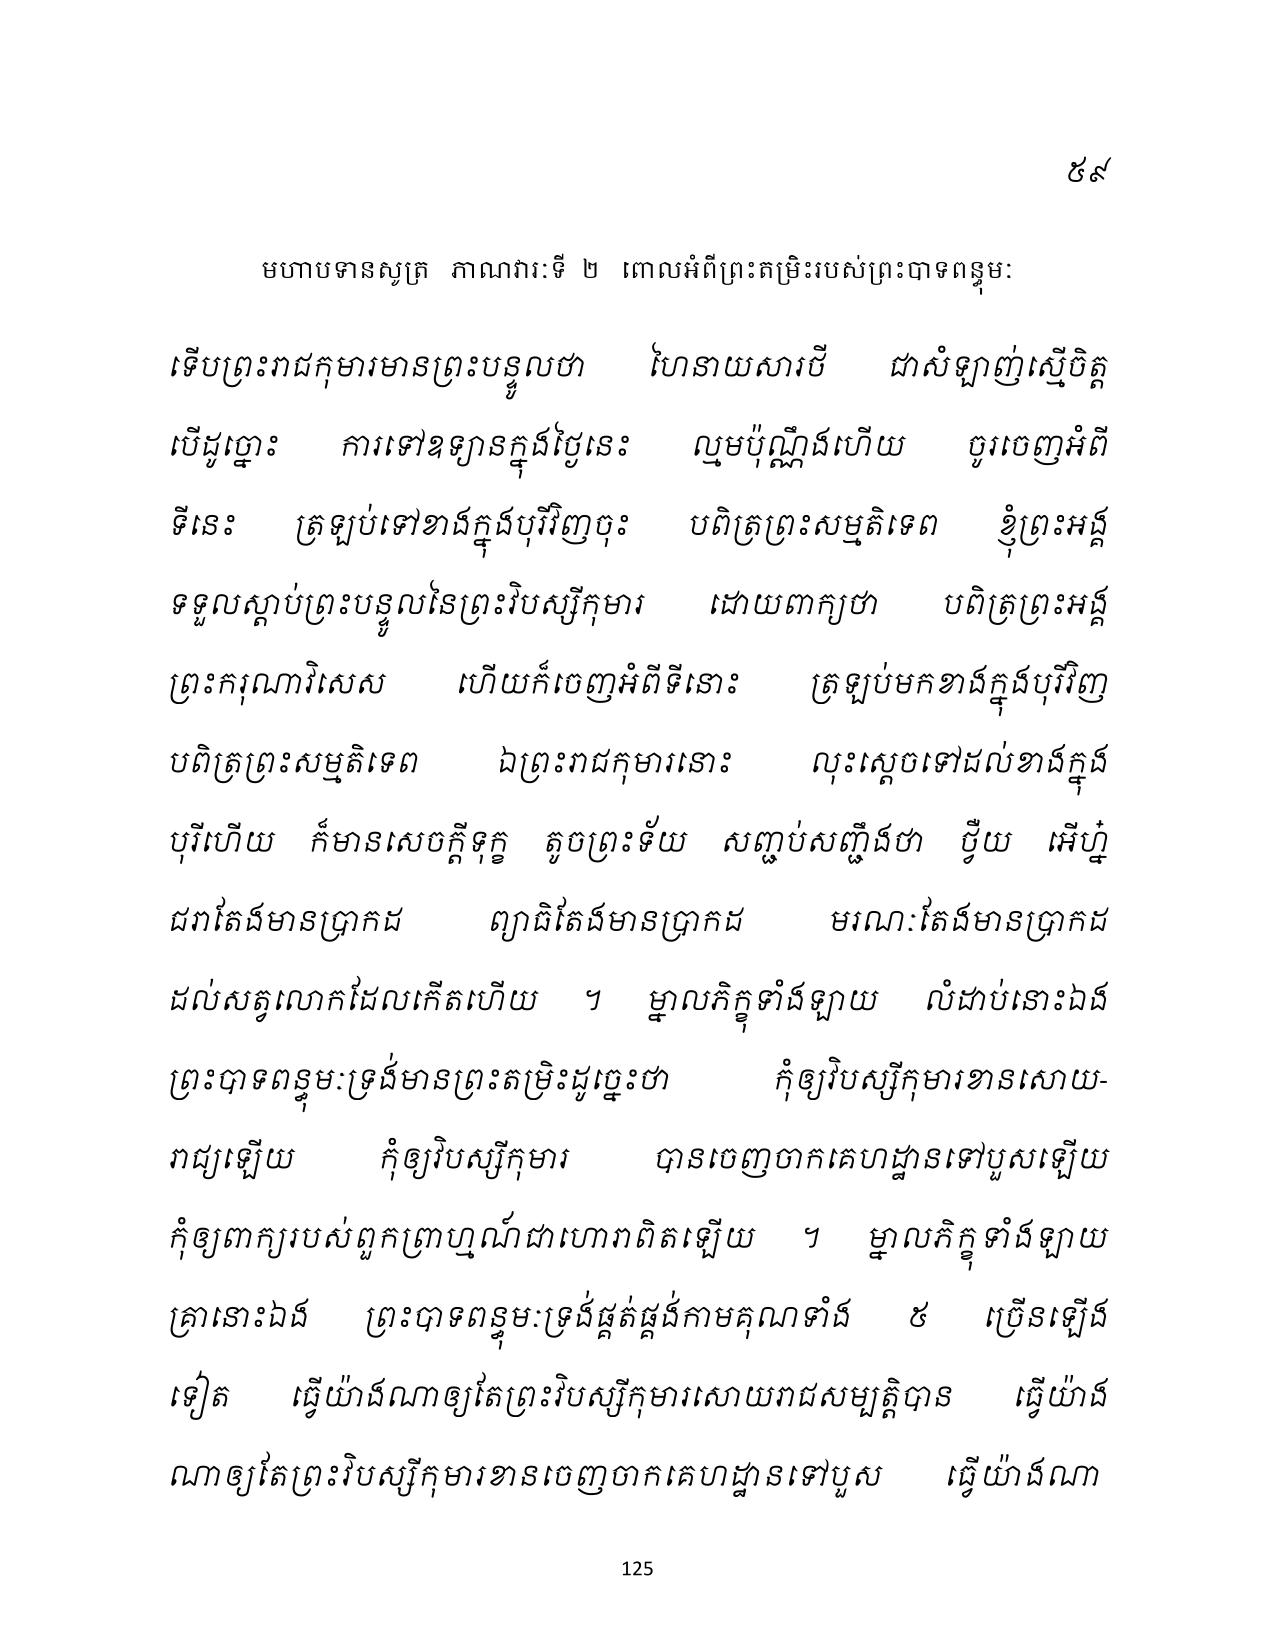 ៥៩
មហាបទានសូត្រ ភាណវារៈទី ២ ពោលអំពីព្រះតម្រិះរបស់ព្រះបាទពន្ធុមៈ
ទើបព្រះរាជកុមារមានព្រះបន្ទូលថា ហៃនាយសារថី ជាសំឡាញ់ស្មើចិត្ត
បើដូច្នោះ ការទៅឧទ្យានក្នុងថ្ងៃនេះ ល្មមប៉ុណ្ណឹងហើយ ចូរចេញអំពី
ទីនេះ ត្រឡប់ទៅខាងក្នុងបុរីវិញចុះ បពិត្រព្រះសម្មតិទេព ខ្ញុំព្រះអង្គ
ទទួលស្តាប់ព្រះបន្ទូលនៃព្រះវិបស្សីកុមារ ដោយពាក្យថា បពិត្រព្រះអង្គ
ព្រះករុណាវិសេស ហើយក៏ចេញអំពីទីនោះ ត្រឡប់មកខាងក្នុងបុរីវិញ
បពិត្រព្រះសម្មតិទេព ឯព្រះរាជកុមារនោះ លុះស្តេចទៅដល់ខាងក្នុង
បុរីហើយ ក៏មានសេចក្តីទុក្ខ តូចព្រះទ័យ សញ្ជប់សញ្ជឹងថា ថ្វឺយ អើហ្ន៎
ជរាតែងមានប្រាកដ ព្យាធិតែងមានប្រាកដ មរណៈតែងមានប្រាកដ
ដល់សត្វលោកដែលកើតហើយ ។ ម្នាលភិក្ខុទាំងឡាយ លំដាប់នោះឯង
ព្រះបាទពន្ធុមៈទ្រង់មានព្រះតម្រិះដូច្នេះថា កុំឲ្យវិបស្សីកុមារខានសោយ-
រាជ្យឡើយ កុំឲ្យវិបស្សីកុមារ បានចេញចាកគេហដ្ឋានទៅបួសឡើយ
កុំឲ្យពាក្យរបស់ពួកព្រាហ្មណ៍ជាហោរាពិតឡើយ ។ ម្នាលភិក្ខុទាំងឡាយ
គ្រានោះឯង ព្រះបាទពន្ធុមៈទ្រង់ផ្គត់ផ្គង់កាមគុណទាំង ៥ ច្រើនឡើង
ទៀត ធ្វើយ៉ាងណាឲ្យតែព្រះវិបស្សីកុមារសោយរាជសម្បត្តិបាន ធ្វើយ៉ាង
ណាឲ្យតែព្រះវិបស្សីកុមារខានចេញចាកគេហដ្ឋានទៅបួស ធ្វើយ៉ាងណា
125